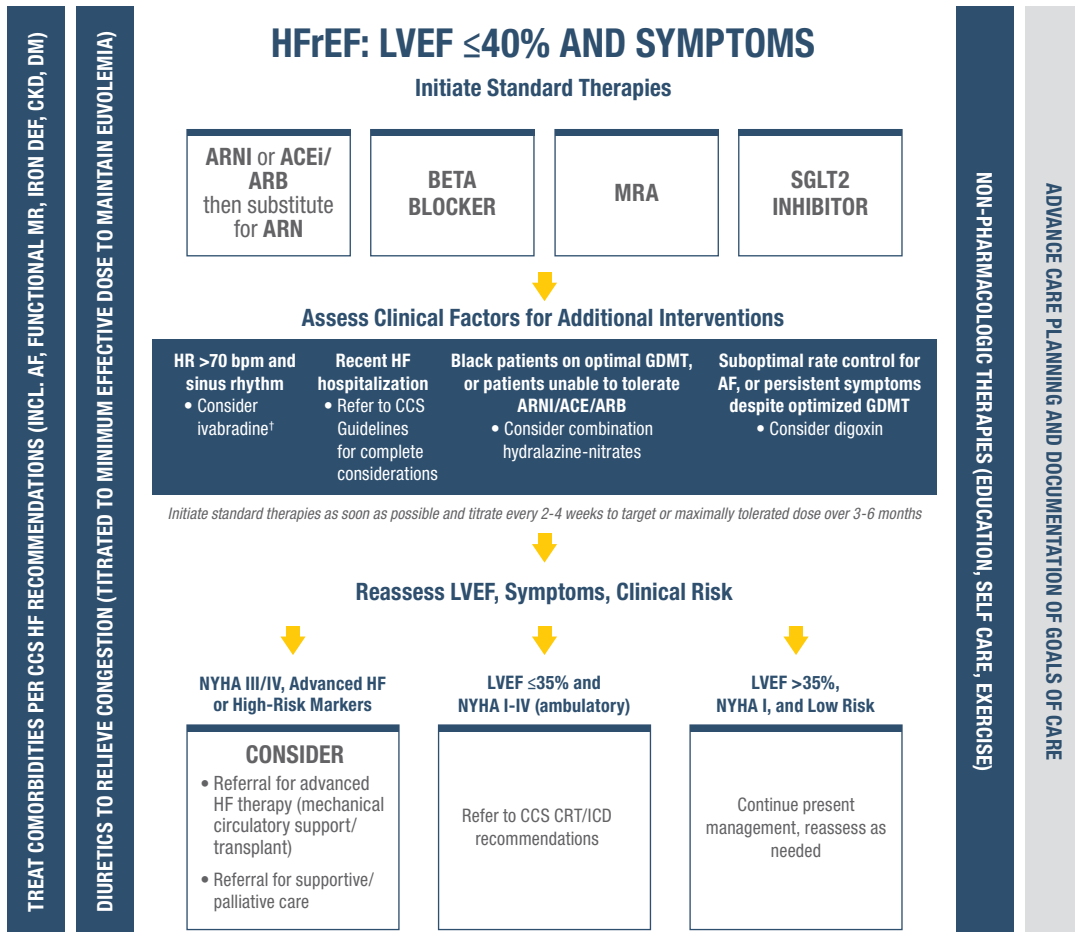 TREAT COMORBIDITIES PER CCS HF RECOMMENDATIONS (INCL. AF, FUNCTIONAL MR, IRON DEF, CKD, DM)
DIURETICS TO RELIEVE CONGESTION (TITRATED TO MINIMUM EFFECTIVE DOSE TO MAINTAIN EUVOLEMIA)
HFrEF: LVEF ≤40% AND SYMPTOMS
Initiate Standard Therapies
ARNI or ACEi/
ARB
then substitute
for ARN
BETA
BLOCKER
MRA
SGLT2
INHIBITOR
Assess Clinical Factors for Additional Interventions
HR >70 bpm and
sinus rhythm
• Consider
ivabradine†
Recent HF
hospitalization
• Refer to CCS
Guidelines
for complete
considerations
Black patients on optimal GDMT,
or patients unable to tolerate
ARNI/ACE/ARB
• Consider combination
hydralazine-nitrates
Suboptimal rate control for
AF, or persistent symptoms
despite optimized GDMT
• Consider digoxin
Initiate standard therapies as soon as possible and titrate every 2-4 weeks to target or maximally tolerated dose over 3-6 months
Reassess LVEF, Symptoms, Clinical Risk
NYHA III/IV, Advanced HF
or High-Risk Markers
CONSIDER
• Referral for advanced
HF therapy (mechanical
circulatory support/
transplant)
• Referral for supportive/
palliative care
LVEF ≤35% and
NYHA I-IV (ambulatory)
Refer to CCS CRT/ICD
recommendations
LVEF >35%,
NYHA I, and Low Risk
Continue present
management, reassess as
needed
NON-PHARMACOLOGIC THERAPIES (EDUCATION, SELF CARE, EXERCISE)
ADVANCE CARE PLANNING AND DOCUMENTATION OF GOALS OF CARE